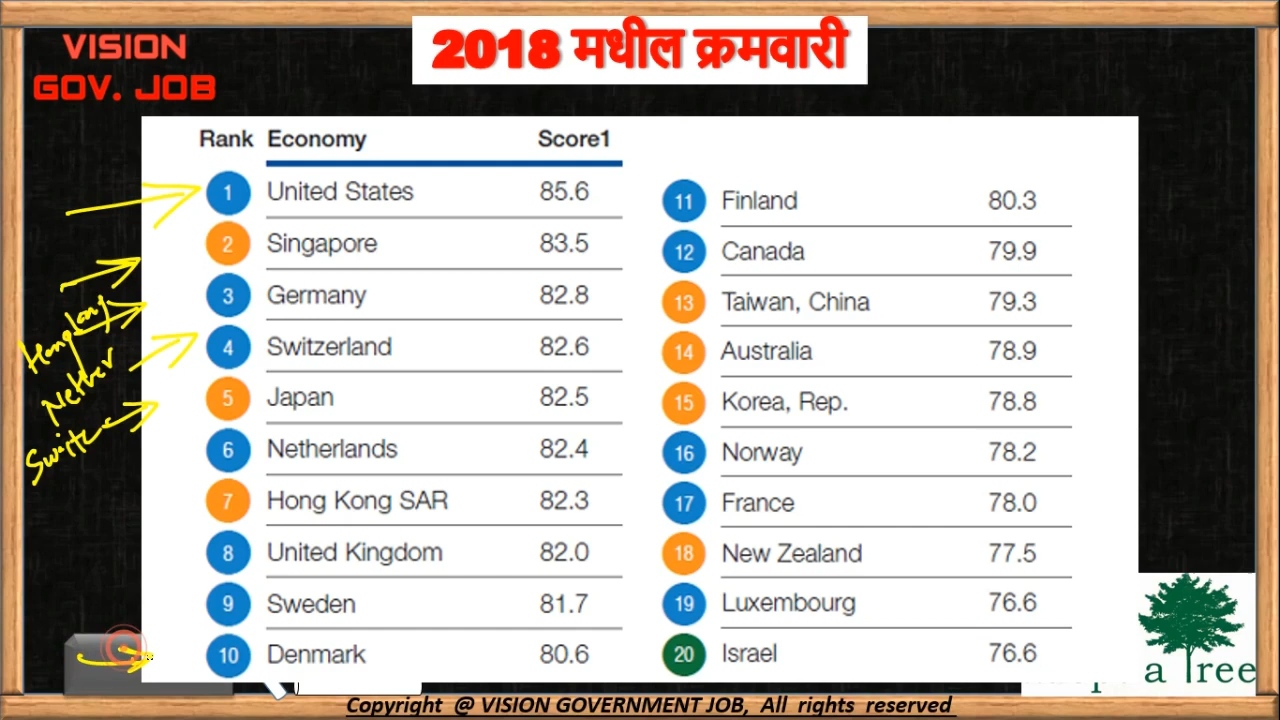 2018 मधील क्रमवारी
VISION
GOV. JOB
Rank Economy Score1
1 United States 85.6
2 Singapore 83.5
3 Germany 82.8
4 Switzerland 82.6
5 Japan 82.5
6 Netherlands 82.4
7 Hong Kong SAR 82.3
8 United Kingdom 82.0
9 Sweden 81.7
10 Denmark 80.6
11 Finland 80.3
12 Canada 79.9
13 Taiwan, China 79.3
14 Australia 78.9
15 Korea, Rep. 78.8
16 Norway 78.2
17 France 78.0
18 New Zealand 77.5
19 Luxembourg 76.6
20 Israel 76.6
Nether
Switz
a Tree
Copyright @ VISION GOVERNMENT JOB, All rights reserved